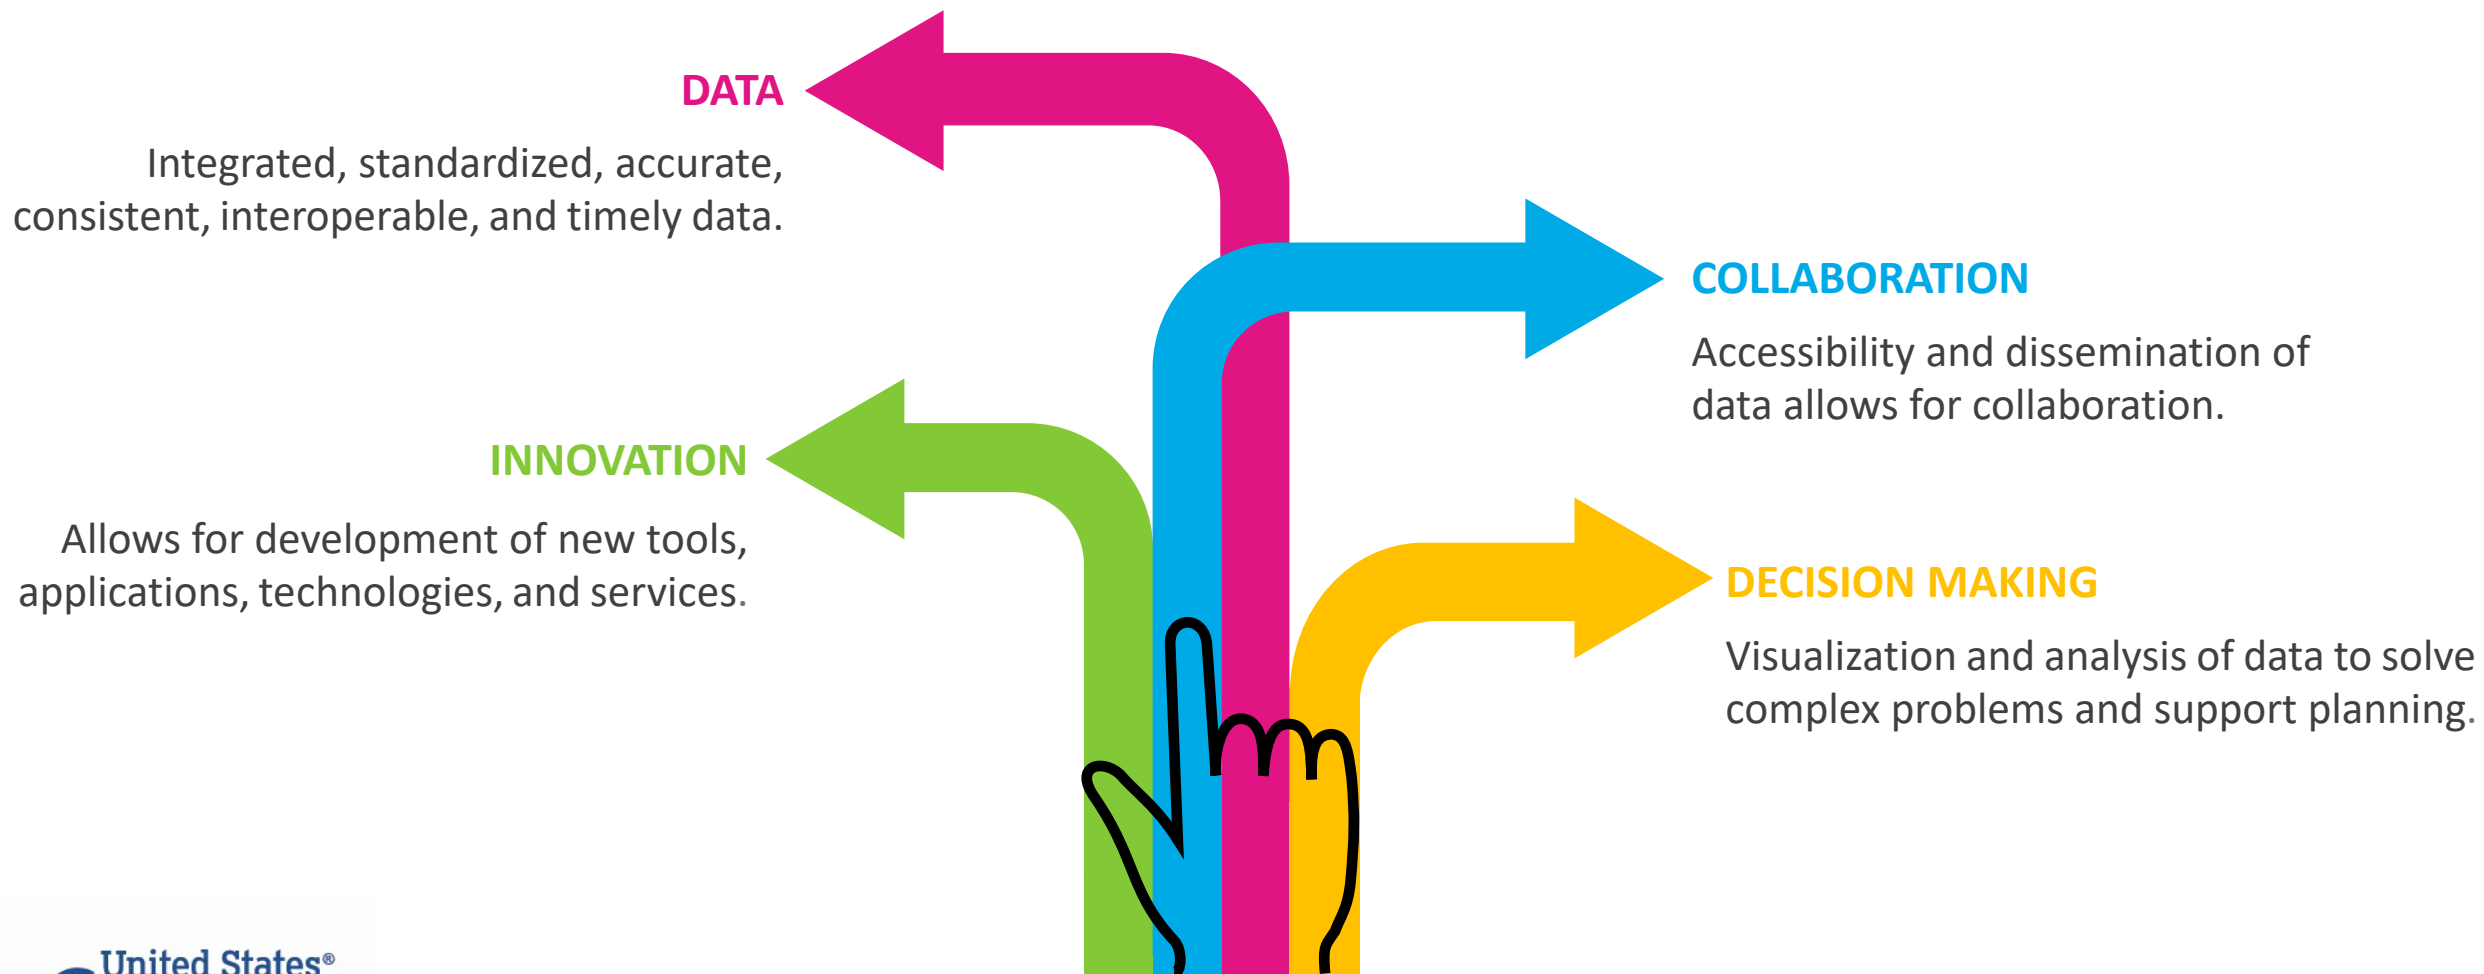 DATA
Integrated, standardized, accurate,
consistent, interoperable, and timely data.
COLLABORATION
Accessibility and dissemination of
data allows for collaboration.
INNOVATION
Allows for development of new tools,
applications, technologies, and services.
DECISION MAKING
Visualization and analysis of data to solve
complex problems and support planning.
United States®